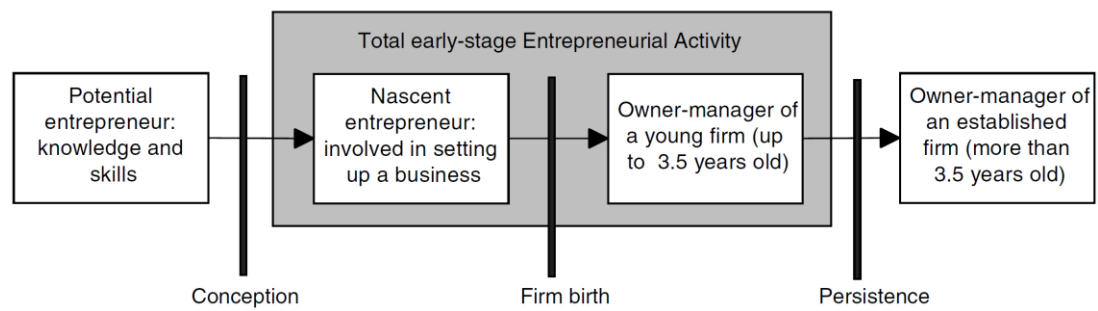 Total early-stage Entrepreneurial Activity
Potential
entrepreneur:
knowledge and
skills
Nascent
entrepreneur:
involved in setting
up a business
Owner-manager of
a young firm (up
to 3.5 years old)
Owner-manager of
an established
firm (more than
3.5 years old)
Conception
Firm birth
Persistence